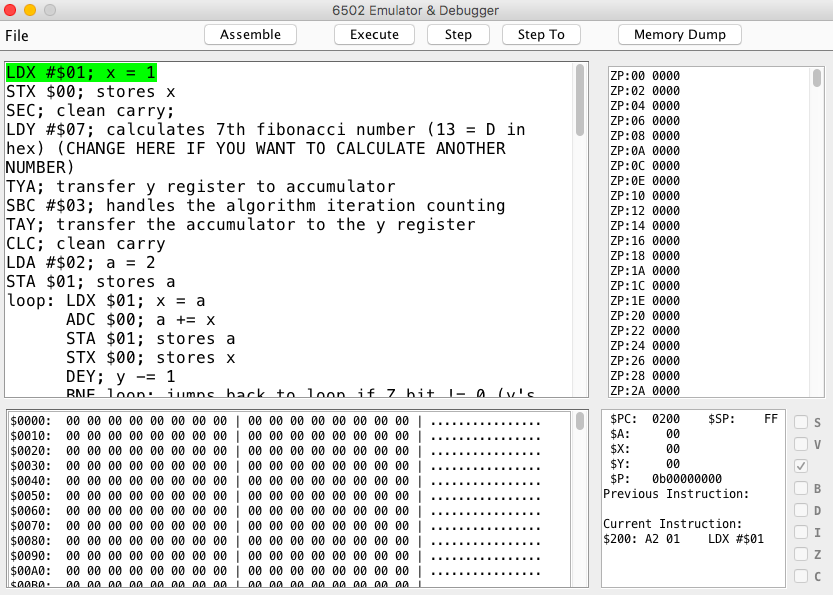 6502 Emulator & Debugger
File Assemble Execute Step Step To Memory Dump
LDX #$01; x = 1
STX $00; stores x
SEC; clean carry;
LDY #$07; calculates 7th fibonacci number (13 = D in
hex) (CHANGE HERE IF YOU WANT TO CALCULATE ANOTHER
NUMBER)
TYA; transfer y register to accumulator
SBC #$03; handles the algorithm iteration counting
TAY; transfer the accumulator to the y register
CLC; clean carry
LDA #$02; a = 2
STA $01; stores a
loop: LDX $01; x = a
ADC $00; a += x
STA $01; stores a
STX $00; stores x
DEY; y -= 1
BNE loop; jumps back to loop if Z bit != 0 (y's
ZP:00 0000
ZP:02 0000
ZP:04 0000
ZP:06 0000
ZP:08 0000
ZP:0A 0000
ZP:0C 0000
ZP:0E 0000
ZP:10 0000
ZP:12 0000
ZP:14 0000
ZP:16 0000
ZP:18 0000
ZP:1A 0000
ZP:1C 0000
ZP:1E 0000
ZP:20 0000
ZP:22 0000
ZP:24 0000
ZP:26 0000
ZP:28 0000
ZP:2A 0000
$0000: 00 00 00 00 00 00 00 00 | 00 00 00 00 00 00 00 00 | ................
$0010: 00 00 00 00 00 00 00 00 | 00 00 00 00 00 00 00 00 | ................
$0020: 00 00 00 00 00 00 00 00 | 00 00 00 00 00 00 00 00 | ................
$0030: 00 00 00 00 00 00 00 00 | 00 00 00 00 00 00 00 00 | ................
$0040: 00 00 00 00 00 00 00 00 | 00 00 00 00 00 00 00 00 | ................
$0050: 00 00 00 00 00 00 00 00 | 00 00 00 00 00 00 00 00 | ................
$0060: 00 00 00 00 00 00 00 00 | 00 00 00 00 00 00 00 00 | ................
$0070: 00 00 00 00 00 00 00 00 | 00 00 00 00 00 00 00 00 | ................
$0080: 00 00 00 00 00 00 00 00 | 00 00 00 00 00 00 00 00 | ................
$0090: 00 00 00 00 00 00 00 00 | 00 00 00 00 00 00 00 00 | ................
$00A0: 00 00 00 00 00 00 00 00 | 00 00 00 00 00 00 00 00 | ................
$00B0: 00 00 00 00 00 00 00 00 | 00 00 00 00 00 00 00 00 | ................
$PC: 0200 $SP: FF
$A: 00
$X: 00
$Y: 00
$P: 0b00000000
Previous Instruction:
Current Instruction:
$200: A2 01 LDX #$01
S
V
B
D
I
Z
C